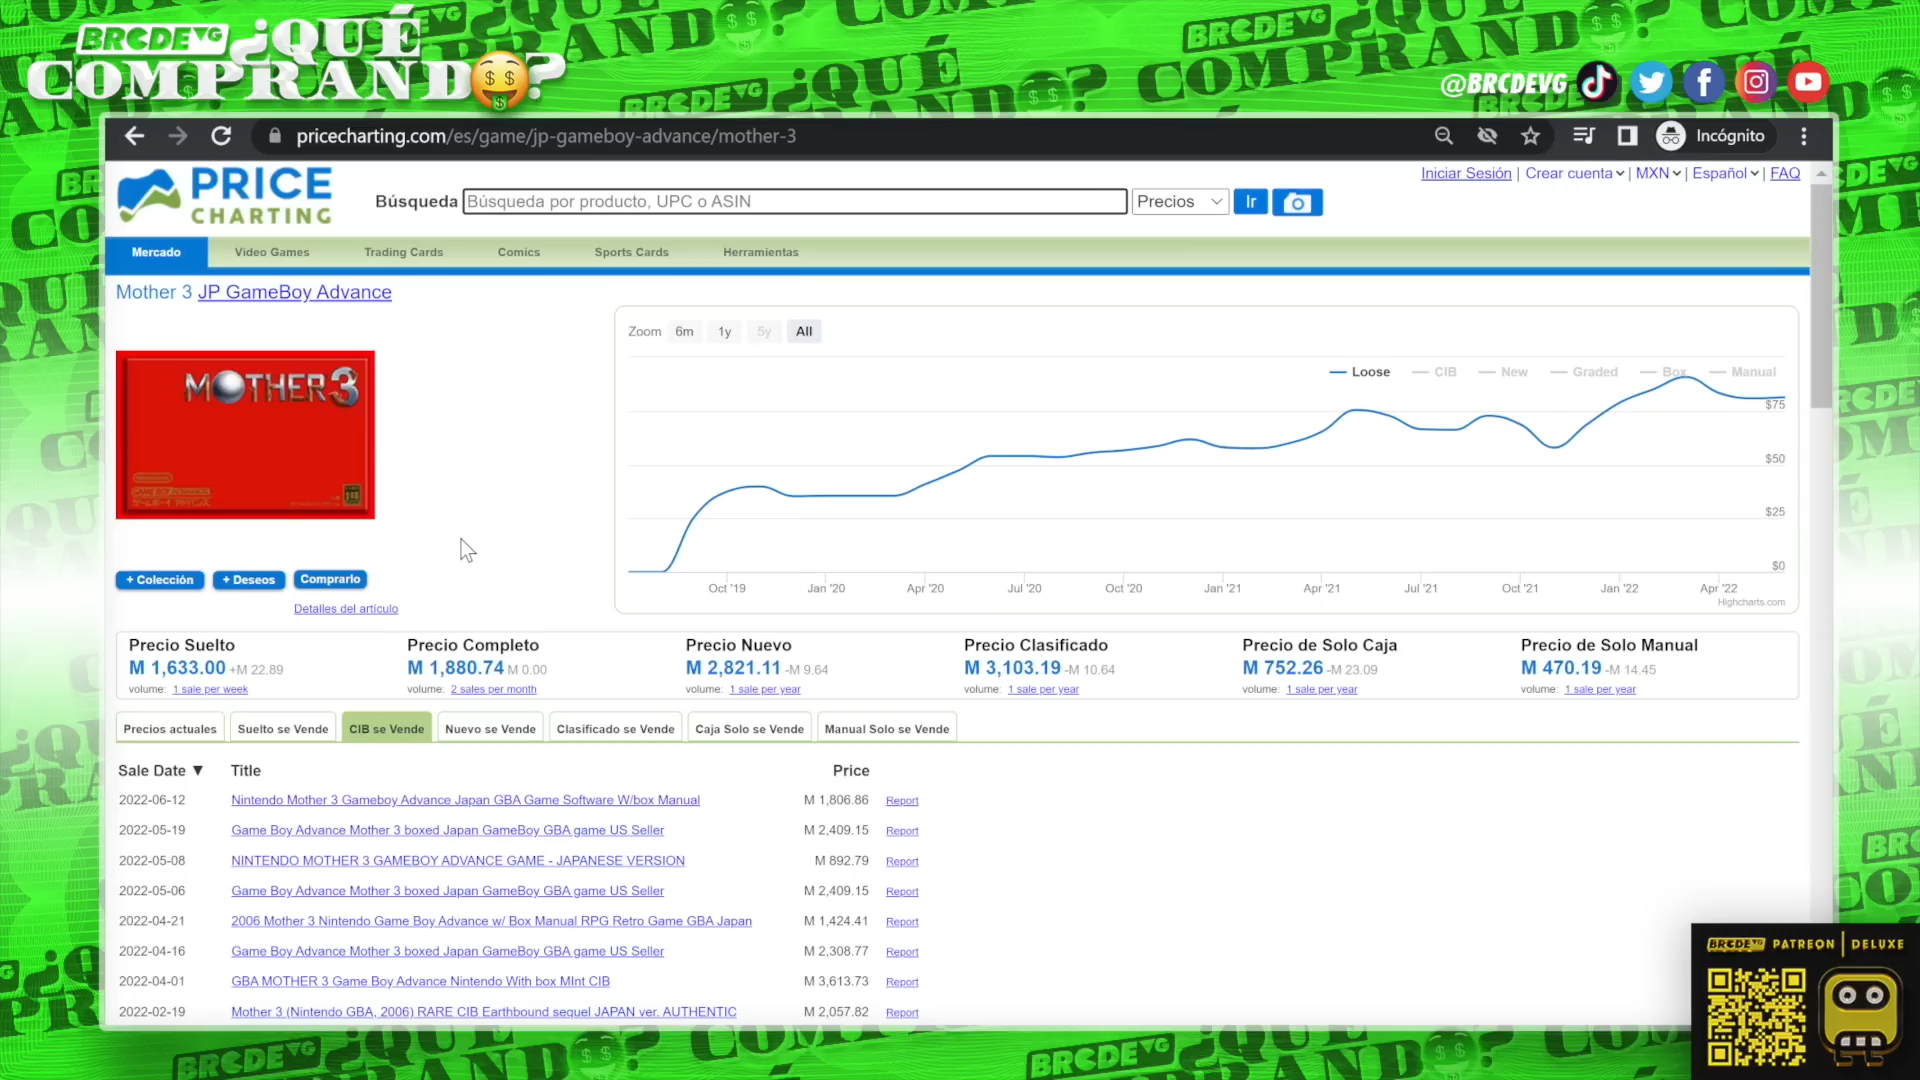 BRCDEVG ¿QUÉ
COMPRANDO?
@BRCDEVG
pricecharting.com/es/game/jp-gameboy-advance/mother-3
Incógnito
PRICE
CHARTING
Búsqueda
Búsqueda por producto, UPC o ASIN
Precios
Ir
Iniciar Sesión | Crear cuenta | MXN | Español | FAQ
Mercado
Video Games
Trading Cards
Comics
Sports Cards
Herramientas
Mother 3 JP GameBoy Advance
MOTHER 3
Zoom 6m 1y 5y All
Loose CIB New Graded Box Manual
$75
$50
$25
$0
Oct '19 Jan '20 Apr '20 Jul '20 Oct '20 Jan '21 Apr '21 Jul '21 Oct '21 Jan '22 Apr '22
Highcharts.com
+ Colección
+ Deseos
Comprarlo
Detalles del artículo
Precio Suelto
M 1,633.00 +M 22.89
volume: 1 sale per week
Precio Completo
M 1,880.74 M 0.00
volume: 2 sales per month
Precio Nuevo
M 2,821.11 -M 9.64
volume: 1 sale per year
Precio Clasificado
M 3,103.19 -M 10.64
volume: 1 sale per year
Precio de Solo Caja
M 752.26 -M 23.09
volume: 1 sale per year
Precio de Solo Manual
M 470.19 -M 14.45
volume: 1 sale per year
Precios actuales
Suelto se Vende
CIB se Vende
Nuevo se Vende
Clasificado se Vende
Caja Solo se Vende
Manual Solo se Vende
Sale Date ▼ Title Price
2022-06-12 Nintendo Mother 3 Gameboy Advance Japan GBA Game Software W/box Manual M 1,806.86 Report
2022-05-19 Game Boy Advance Mother 3 boxed Japan GameBoy GBA game US Seller M 2,409.15 Report
2022-05-08 NINTENDO MOTHER 3 GAMEBOY ADVANCE GAME - JAPANESE VERSION M 892.79 Report
2022-05-06 Game Boy Advance Mother 3 boxed Japan GameBoy GBA game US Seller M 2,409.15 Report
2022-04-21 2006 Mother 3 Nintendo Game Boy Advance w/ Box Manual RPG Retro Game GBA Japan M 1,424.41 Report
2022-04-16 Game Boy Advance Mother 3 boxed Japan GameBoy GBA game US Seller M 2,308.77 Report
2022-04-01 GBA MOTHER 3 Game Boy Advance Nintendo With box MInt CIB M 3,613.73 Report
2022-02-19 Mother 3 (Nintendo GBA, 2006) RARE CIB Earthbound sequel JAPAN ver. AUTHENTIC M 2,057.82 Report
BRCDEVG PATREON | DELUXE